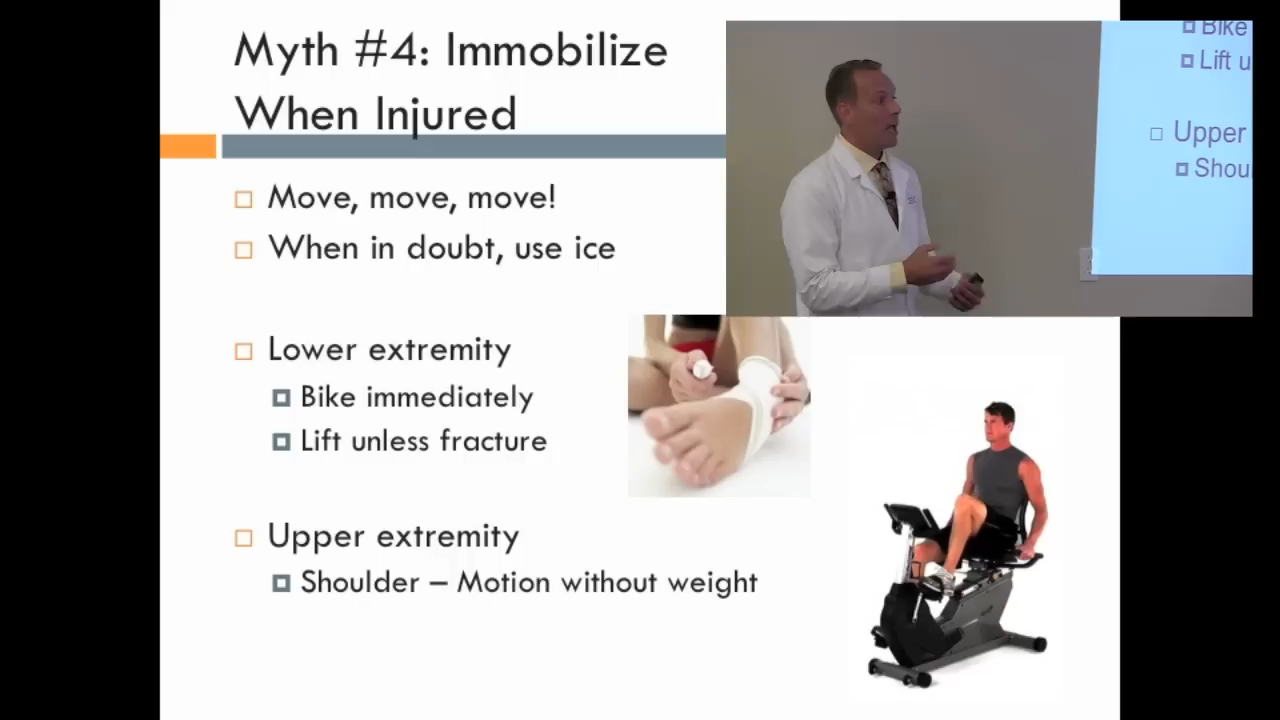 Myth #4: Immobilize
When Injured
Move, move, move!
When in doubt, use ice
Lower extremity
Bike immediately
Lift unless fracture
Upper extremity
Shoulder – Motion without weight
Bike
Lift u
Upper
Shou